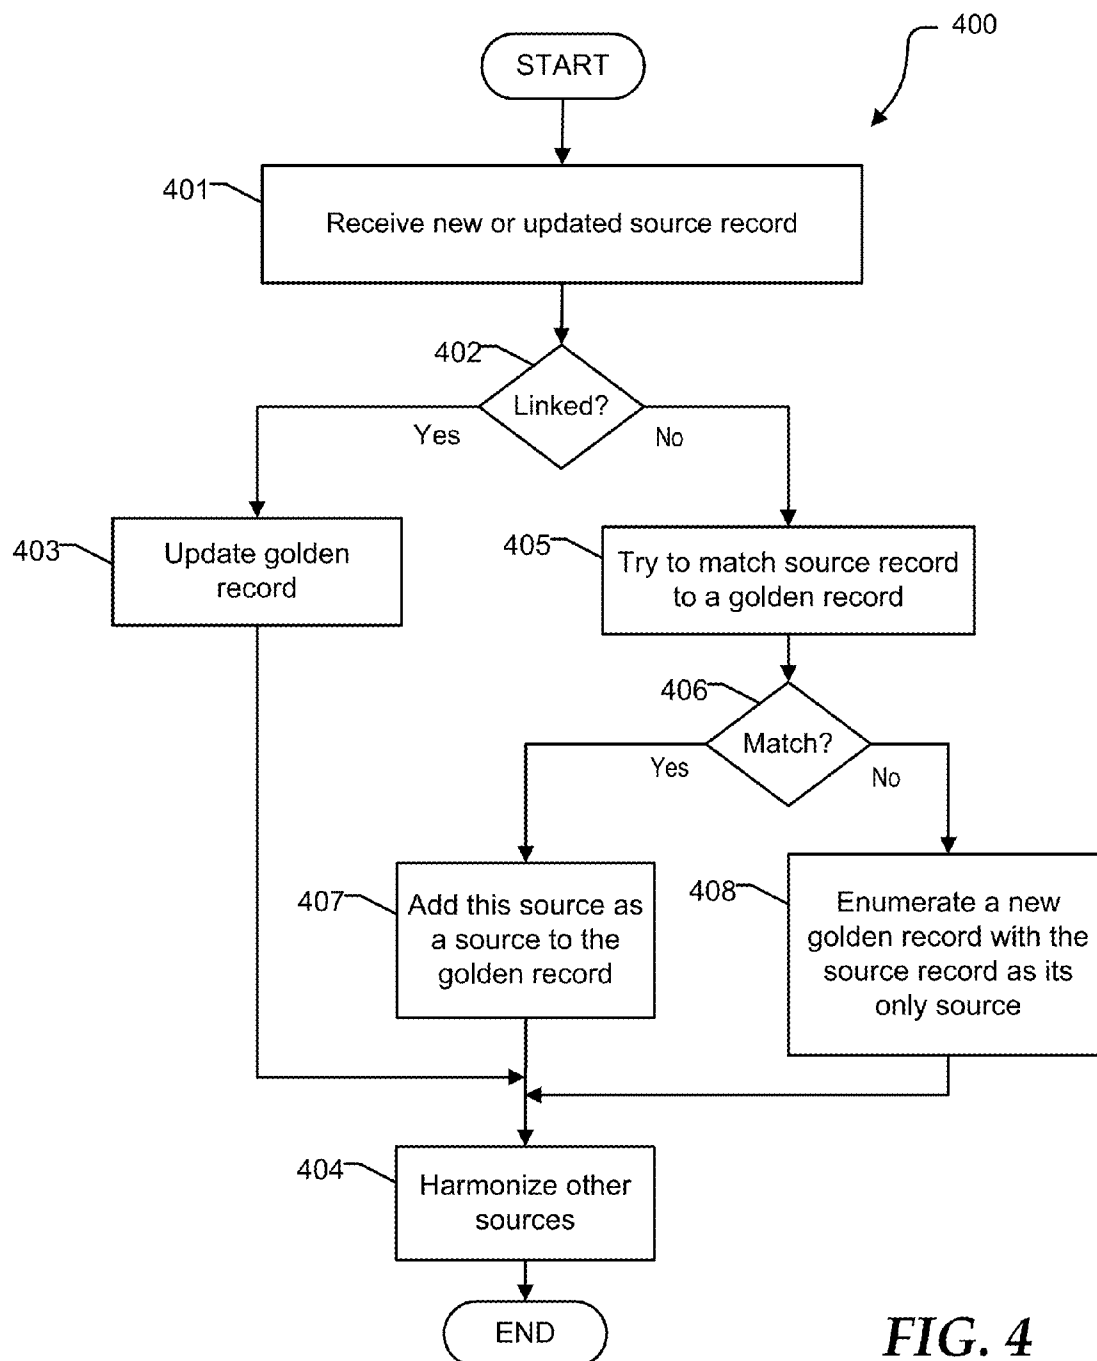 START
400
401
Receive new or updated source record
402
Linked?
Yes
No
403
Update golden
record
405
Try to match source record
to a golden record
406
Match?
Yes
No
407
Add this source as
a source to the
golden record
408
Enumerate a new
golden record with the
source record as its
only source
404
Harmonize other
sources
END
FIG. 4